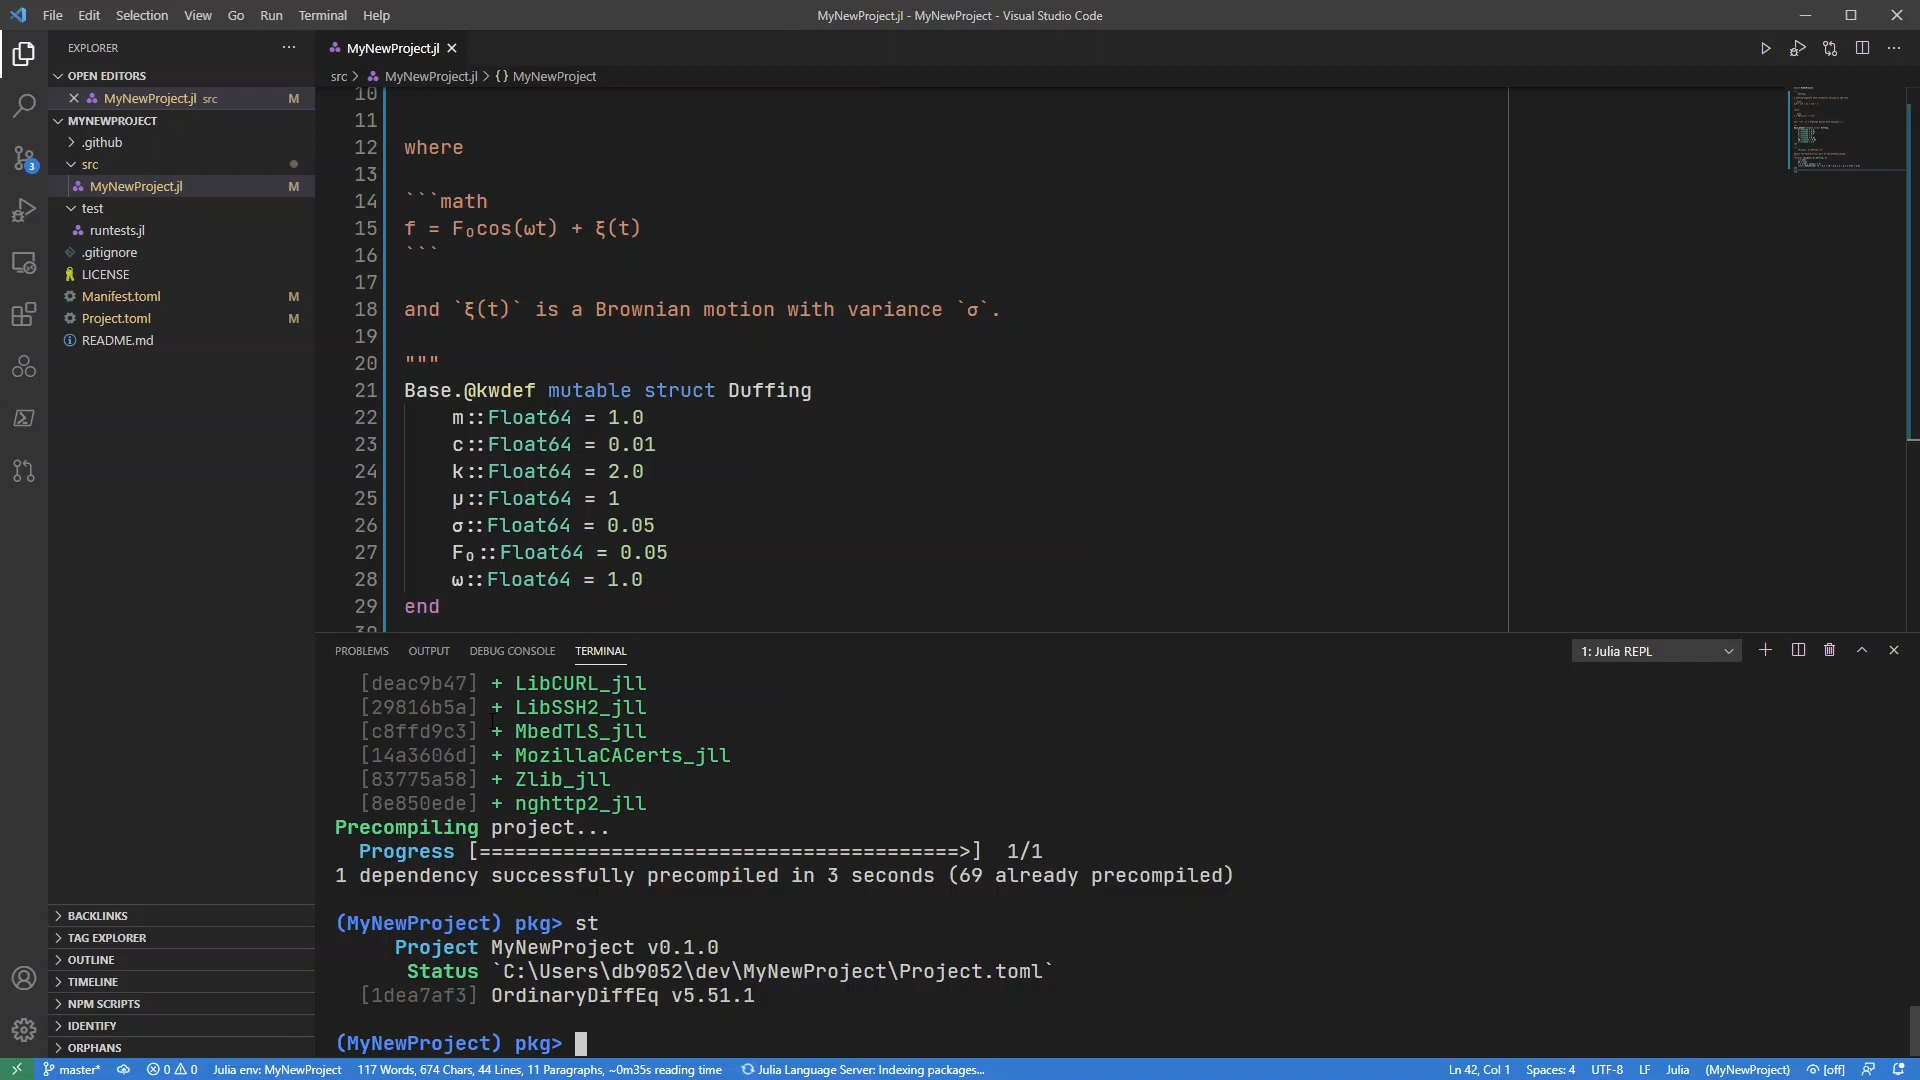 File Edit Selection View Go Run Terminal Help
MyNewProject.jl - MyNewProject - Visual Studio Code
EXPLORER
OPEN EDITORS
MyNewProject.jl src M
MYNEWPROJECT
.github
src
MyNewProject.jl M
test
runtests.jl
.gitignore
LICENSE
Manifest.toml M
Project.toml M
README.md
BACKLINKS
TAG EXPLORER
OUTLINE
TIMELINE
NPM SCRIPTS
IDENTIFY
ORPHANS
3
MyNewProject.jl
src > MyNewProject.jl > {} MyNewProject
10
11
12 where
13
14 ```math
15 f = F₀cos(ωt) + ξ(t)
16 ```
17
18 and `ξ(t)` is a Brownian motion with variance `σ`.
19
20 """
21 Base.@kwdef mutable struct Duffing
22 m::Float64 = 1.0
23 c::Float64 = 0.01
24 k::Float64 = 2.0
25 μ::Float64 = 1
26 σ::Float64 = 0.05
27 F₀::Float64 = 0.05
28 ω::Float64 = 1.0
29 end
30
PROBLEMS OUTPUT DEBUG CONSOLE TERMINAL
1: Julia REPL
[deac9b47] + LibCURL_jll
[29816b5a] + LibSSH2_jll
[c8ffd9c3] + MbedTLS_jll
[14a3606d] + MozillaCACerts_jll
[83775a58] + Zlib_jll
[8e850ede] + nghttp2_jll
Precompiling project...
Progress [========================================>] 1/1
1 dependency successfully precompiled in 3 seconds (69 already precompiled)
(MyNewProject) pkg> st
Project MyNewProject v0.1.0
Status `C:\Users\db9052\dev\MyNewProject\Project.toml`
[1dea7af3] OrdinaryDiffEq v5.51.1
(MyNewProject) pkg>
master* 0 0 Julia env: MyNewProject 117 Words, 674 Chars, 44 Lines, 11 Paragraphs, ~0m35s reading time Julia Language Server: Indexing packages... Ln 42, Col 1 Spaces: 4 UTF-8 LF Julia (MyNewProject) [off]